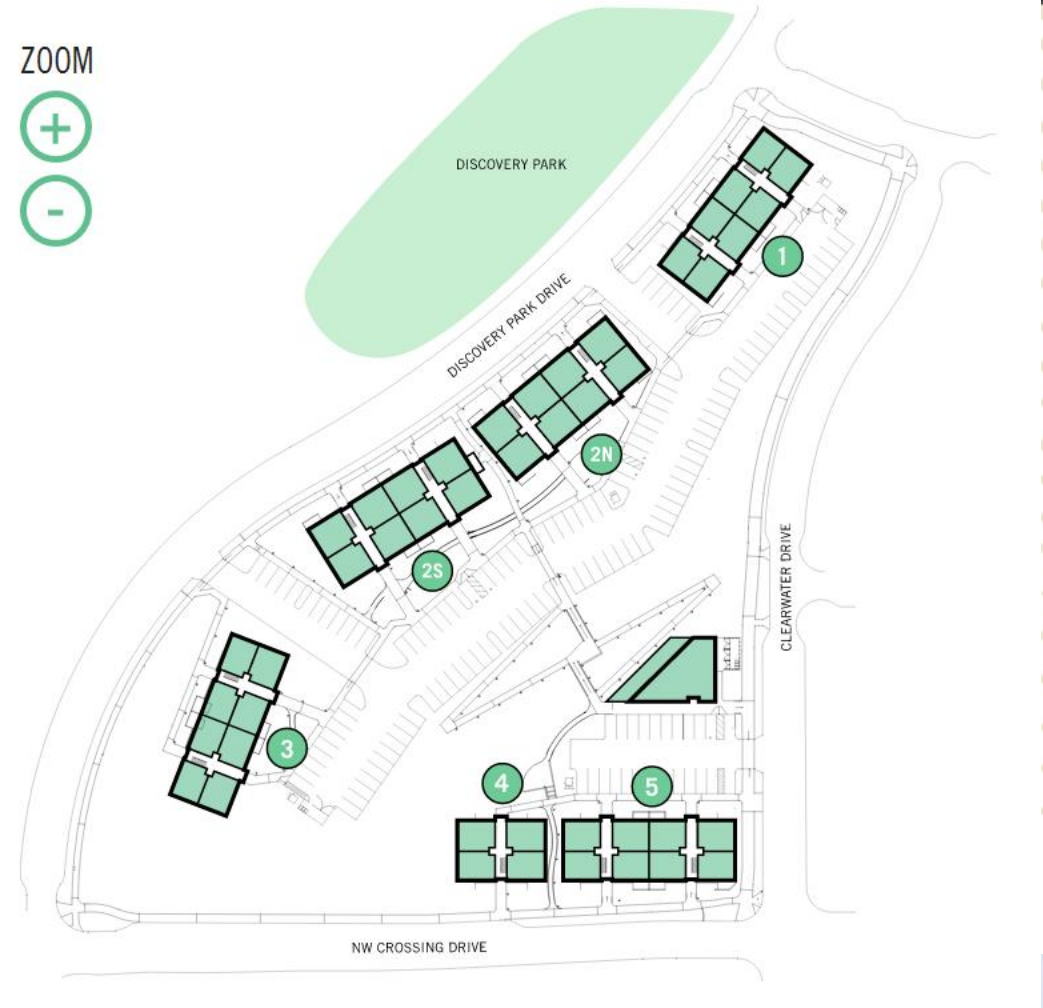 ZOOM
+
-
DISCOVERY PARK
1
DISCOVERY PARK DRIVE
2N
2S
CLEARWATER DRIVE
3
4
5
NW CROSSING DRIVE